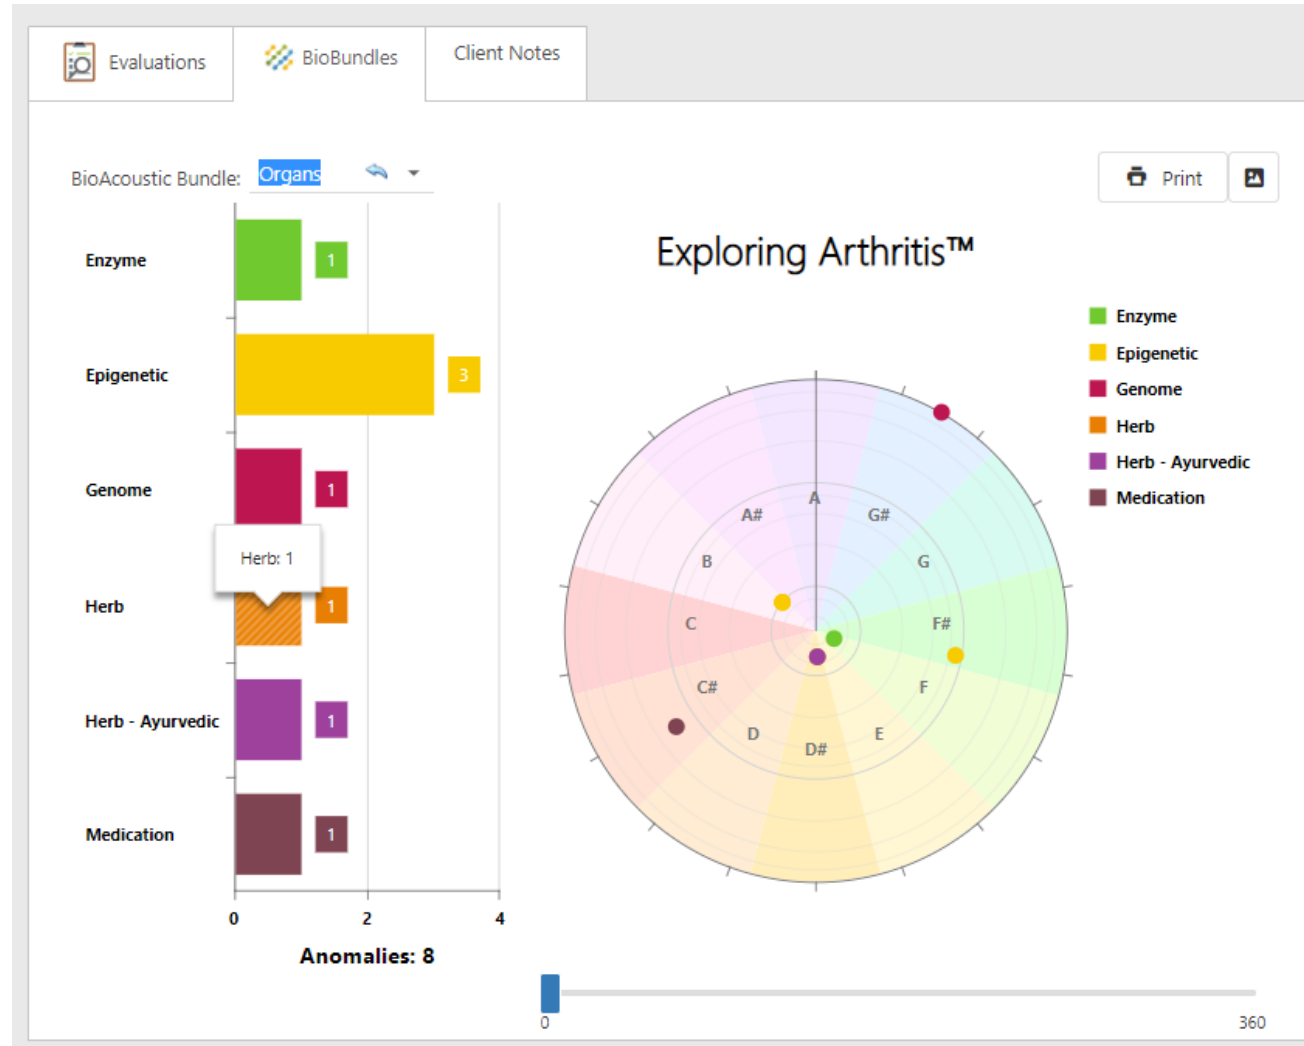 Evaluations
BioBundles
Client Notes
BioAcoustic Bundle: Organs
Print
Exploring Arthritis™
Enzyme 1
Epigenetic 3
Genome 1
Herb: 1
Herb 1
Herb - Ayurvedic 1
Medication 1
0 2 4
Anomalies: 8
Enzyme
Epigenetic
Genome
Herb
Herb - Ayurvedic
Medication
A
A# G#
B G
C F#
C# F
D E
D#
0 360